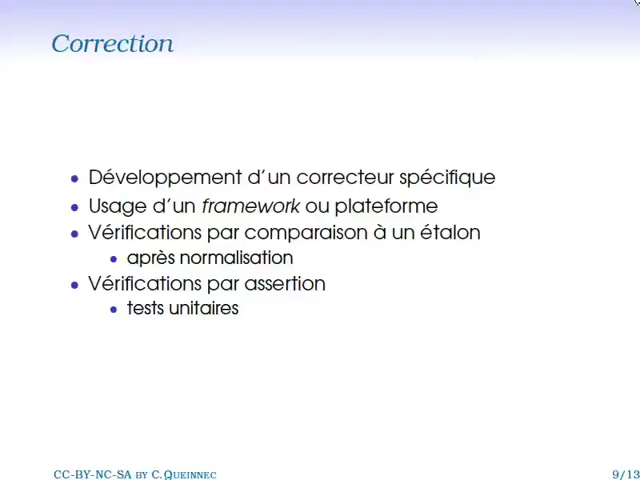 Correction
• Développement d'un correcteur spécifique
• Usage d'un framework ou plateforme
• Vérifications par comparaison à un étalon
• après normalisation
• Vérifications par assertion
• tests unitaires
CC-BY-NC-SA BY C.QUEINNEC 9/13